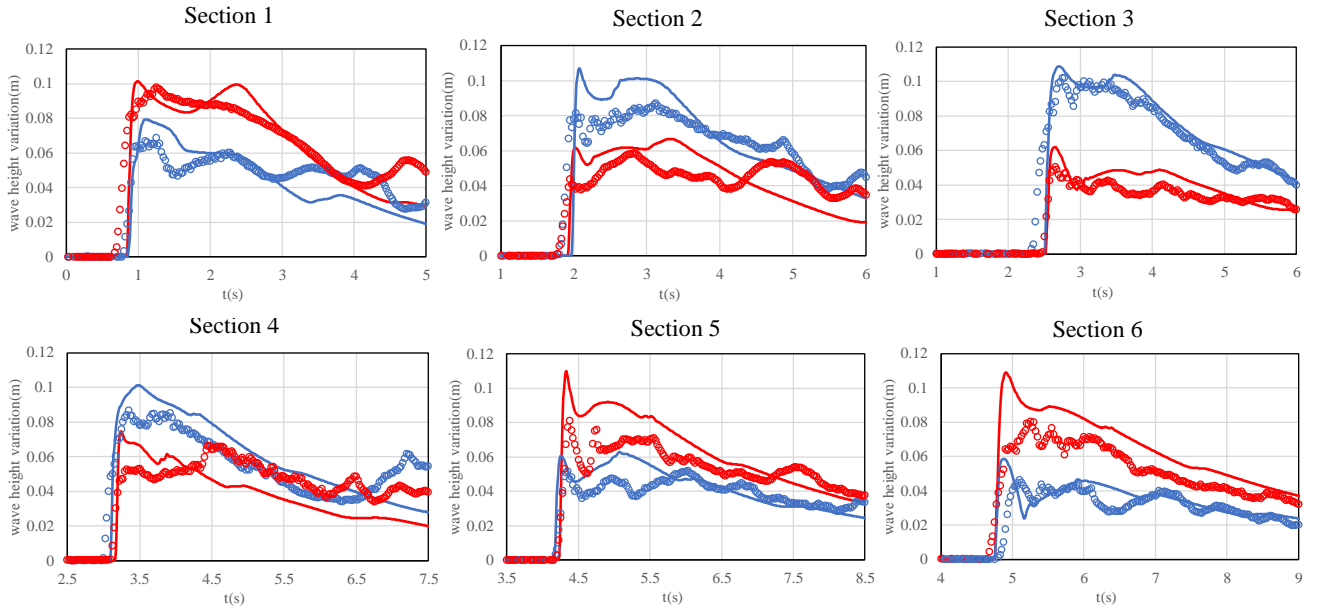 Section 1
wave height variation(m)
0.12
0.1
0.08
0.06
0.04
0.02
0
0 1 2 3 4 5
t(s)
Section 2
wave height variation(m)
0.12
0.1
0.08
0.06
0.04
0.02
0
1 2 3 4 5 6
t(s)
Section 3
wave height variation(m)
0.12
0.1
0.08
0.06
0.04
0.02
0
1 2 3 4 5 6
t(s)
Section 4
wave height variation(m)
0.12
0.1
0.08
0.06
0.04
0.02
0
2.5 3.5 4.5 5.5 6.5 7.5
t(s)
Section 5
wave height variation(m)
0.12
0.1
0.08
0.06
0.04
0.02
0
3.5 4.5 5.5 6.5 7.5 8.5
t(s)
Section 6
wave height variation(m)
0.12
0.1
0.08
0.06
0.04
0.02
0
4 5 6 7 8 9
t(s)